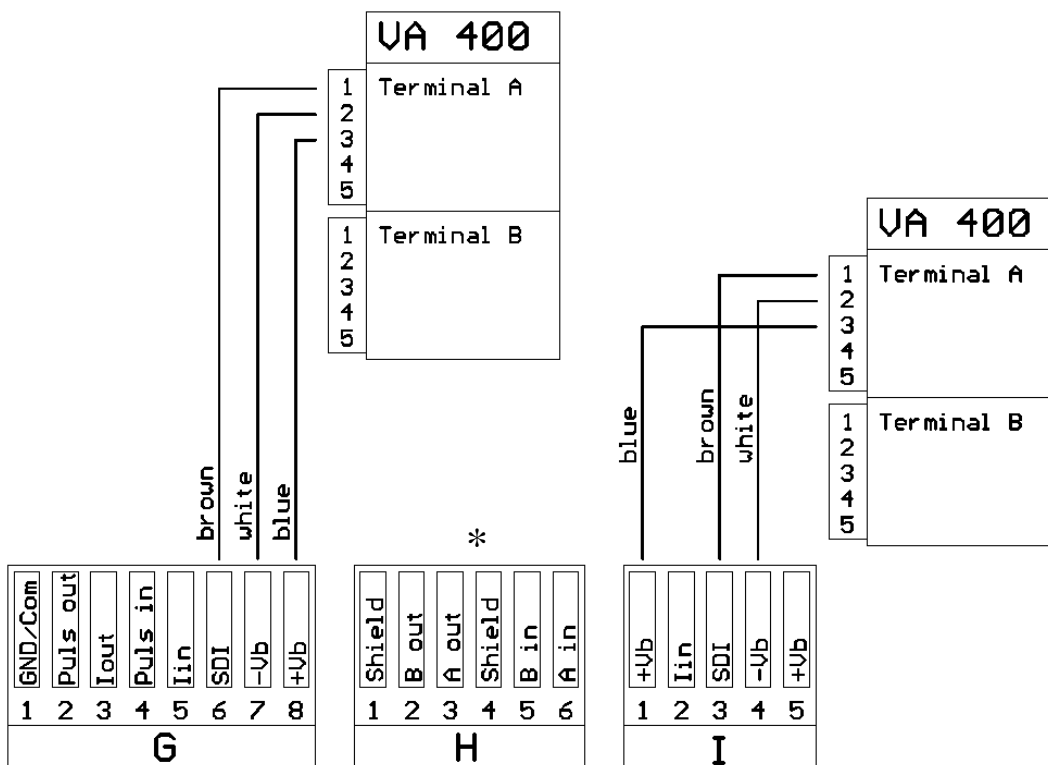 VA 400
1 Terminal A
2
3
4
5
1 Terminal B
2
3
4
5
VA 400
1 Terminal A
2
3
4
5
1 Terminal B
2
3
4
5
brown
white
blue
blue
brown
white
*
GND/Com
Puls out
Iout
Puls in
Iin
SDI
-Vb
+Vb
1 2 3 4 5 6 7 8
G
Shield
B out
A out
Shield
B in
A in
1 2 3 4 5 6
H
+Vb
Iin
SDI
-Vb
+Vb
1 2 3 4 5
I